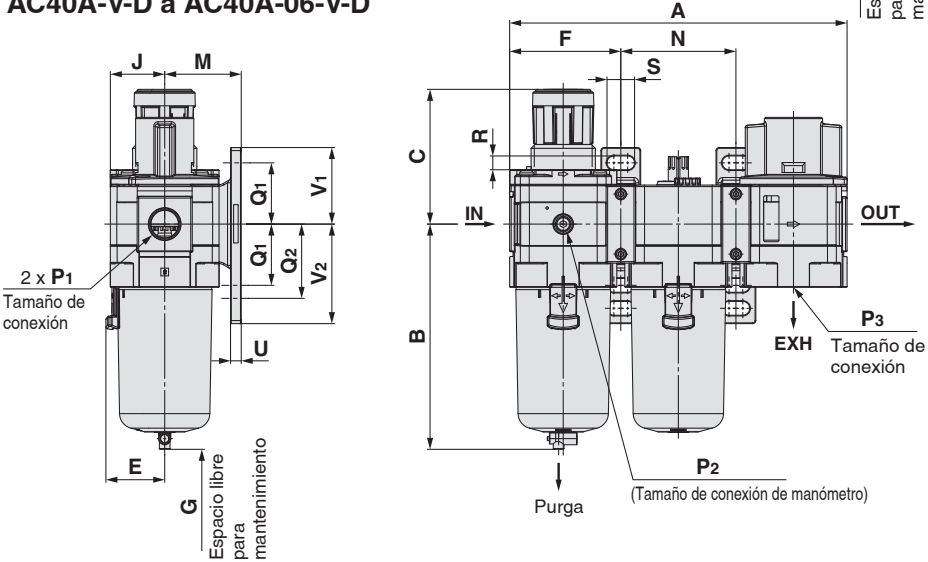 AC40A-V-D a AC40A-06-V-D
J
M
V1
Q1
Q1
Q2
V2
2 x P1
Tamaño de
conexión
U
E
G
Espacio libre
para
mantenimiento
A
F
N
S
R
C
IN
OUT
B
P3
Tamaño de
conexión
EXH
P2
(Tamaño de conexión de manómetro)
Purga